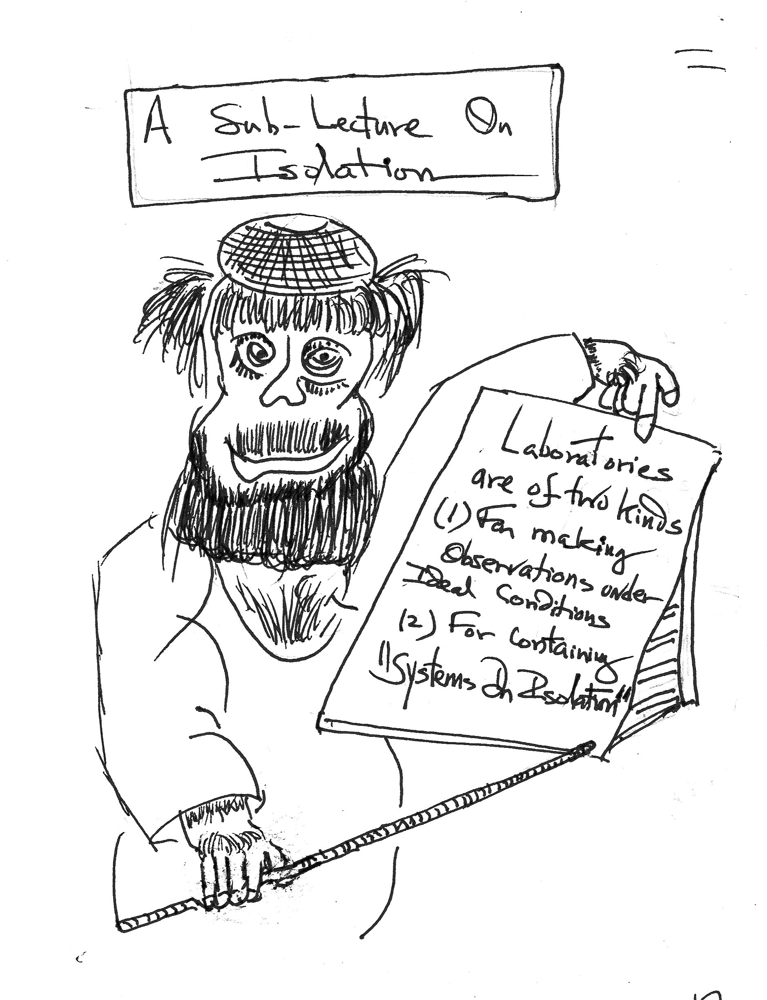 A Sub-Lecture On
Isolation
Laboratories
are of two kinds
(1) For making
Observations under
Ideal Conditions
(2) For containing
"Systems In Isolation"